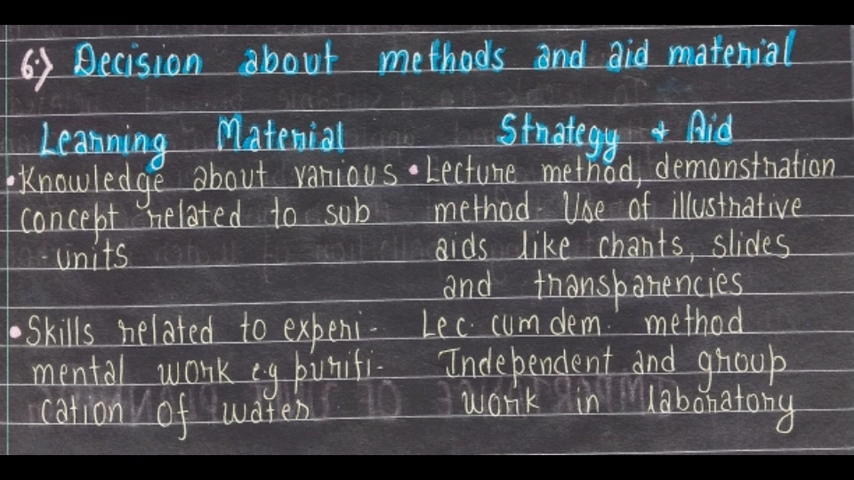 6.) Decision about methods and aid material
Learning Material
Strategy + Aid
• Knowledge about various
concept related to sub
- units
• Lecture method, demonstration
method. Use of illustrative
aids like charts, slides
and transparencies
• Skills related to experi-
mental work e.g purifi-
cation of water
Lec. cum dem. method
Independent and group
work in laboratory